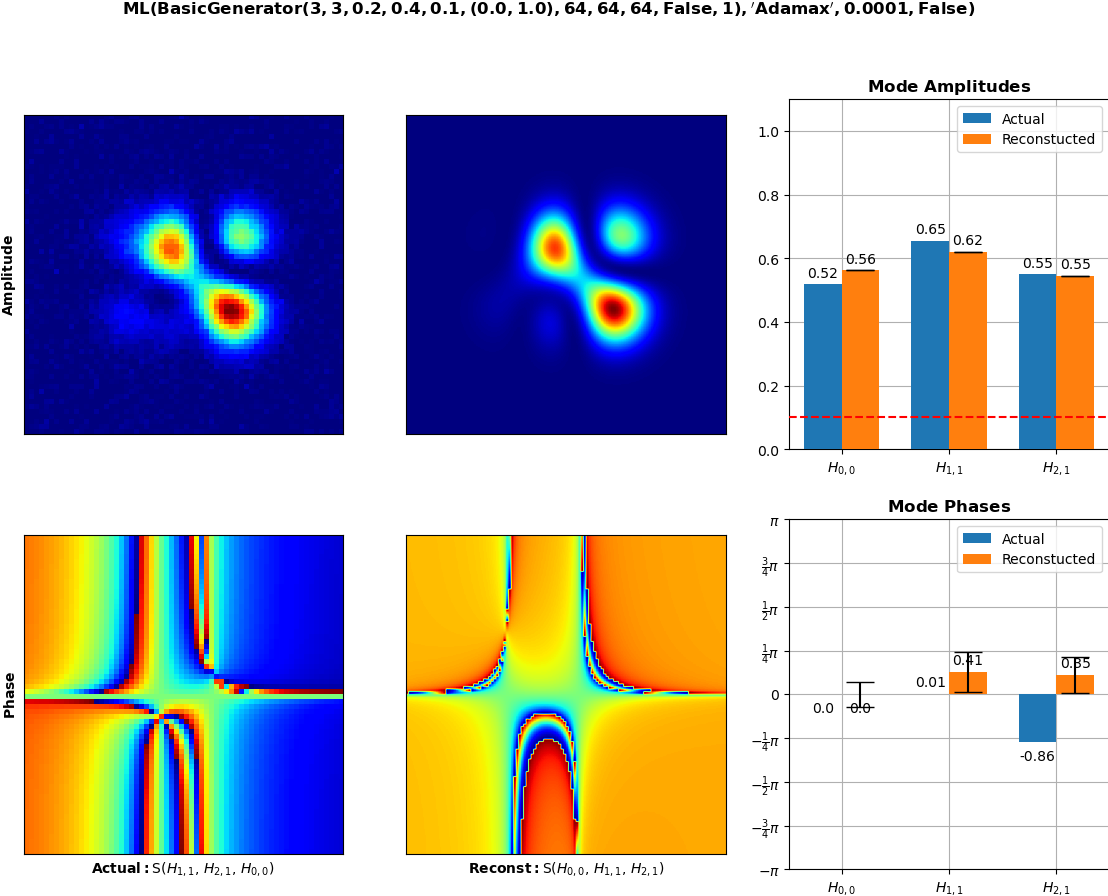 ML(BasicGenerator(3, 3, 0.2, 0.4, 0.1, (0.0, 1.0), 64, 64, 64, False, 1), ′Adamax′, 0.0001, False)
Mode Amplitudes
Amplitude
1.0
0.8
0.6
0.4
0.2
0.0
Actual
Reconstucted
0.52
0.56
0.65
0.62
0.55
0.55
H0,0
H1,1
H2,1
Mode Phases
Phase
π
3/4π
1/2π
1/4π
0
−1/4π
−1/2π
−3/4π
−π
Actual
Reconstucted
0.0
0.0
0.01
0.41
-0.86
0.35
H0,0
H1,1
H2,1
Actual: S(H1,1, H2,1, H0,0)
Reconst: S(H0,0, H1,1, H2,1)